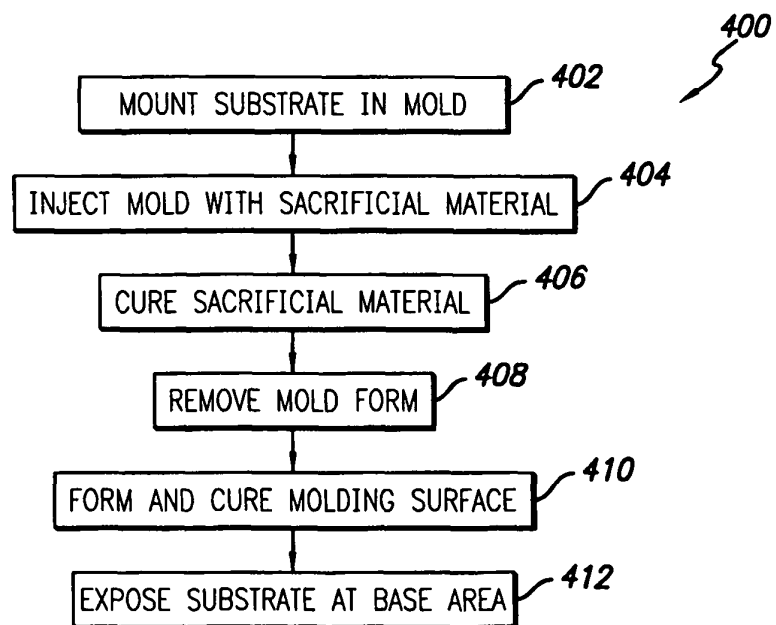 400
MOUNT SUBSTRATE IN MOLD
402
INJECT MOLD WITH SACRIFICIAL MATERIAL
404
CURE SACRIFICIAL MATERIAL
406
REMOVE MOLD FORM
408
FORM AND CURE MOLDING SURFACE
410
EXPOSE SUBSTRATE AT BASE AREA
412